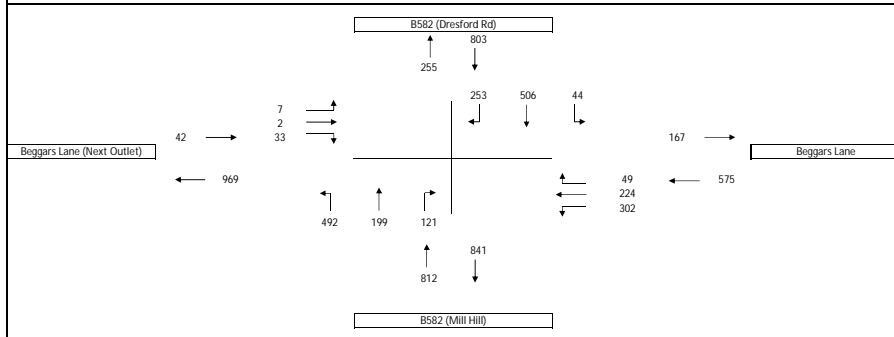 B582 (Dresford Rd)
803
255
253 506 44
7
2
42 33 167
Beggars Lane (Next Outlet) Beggars Lane
969 49 575
224
302
492 199 121
841
812
B582 (Mill Hill)